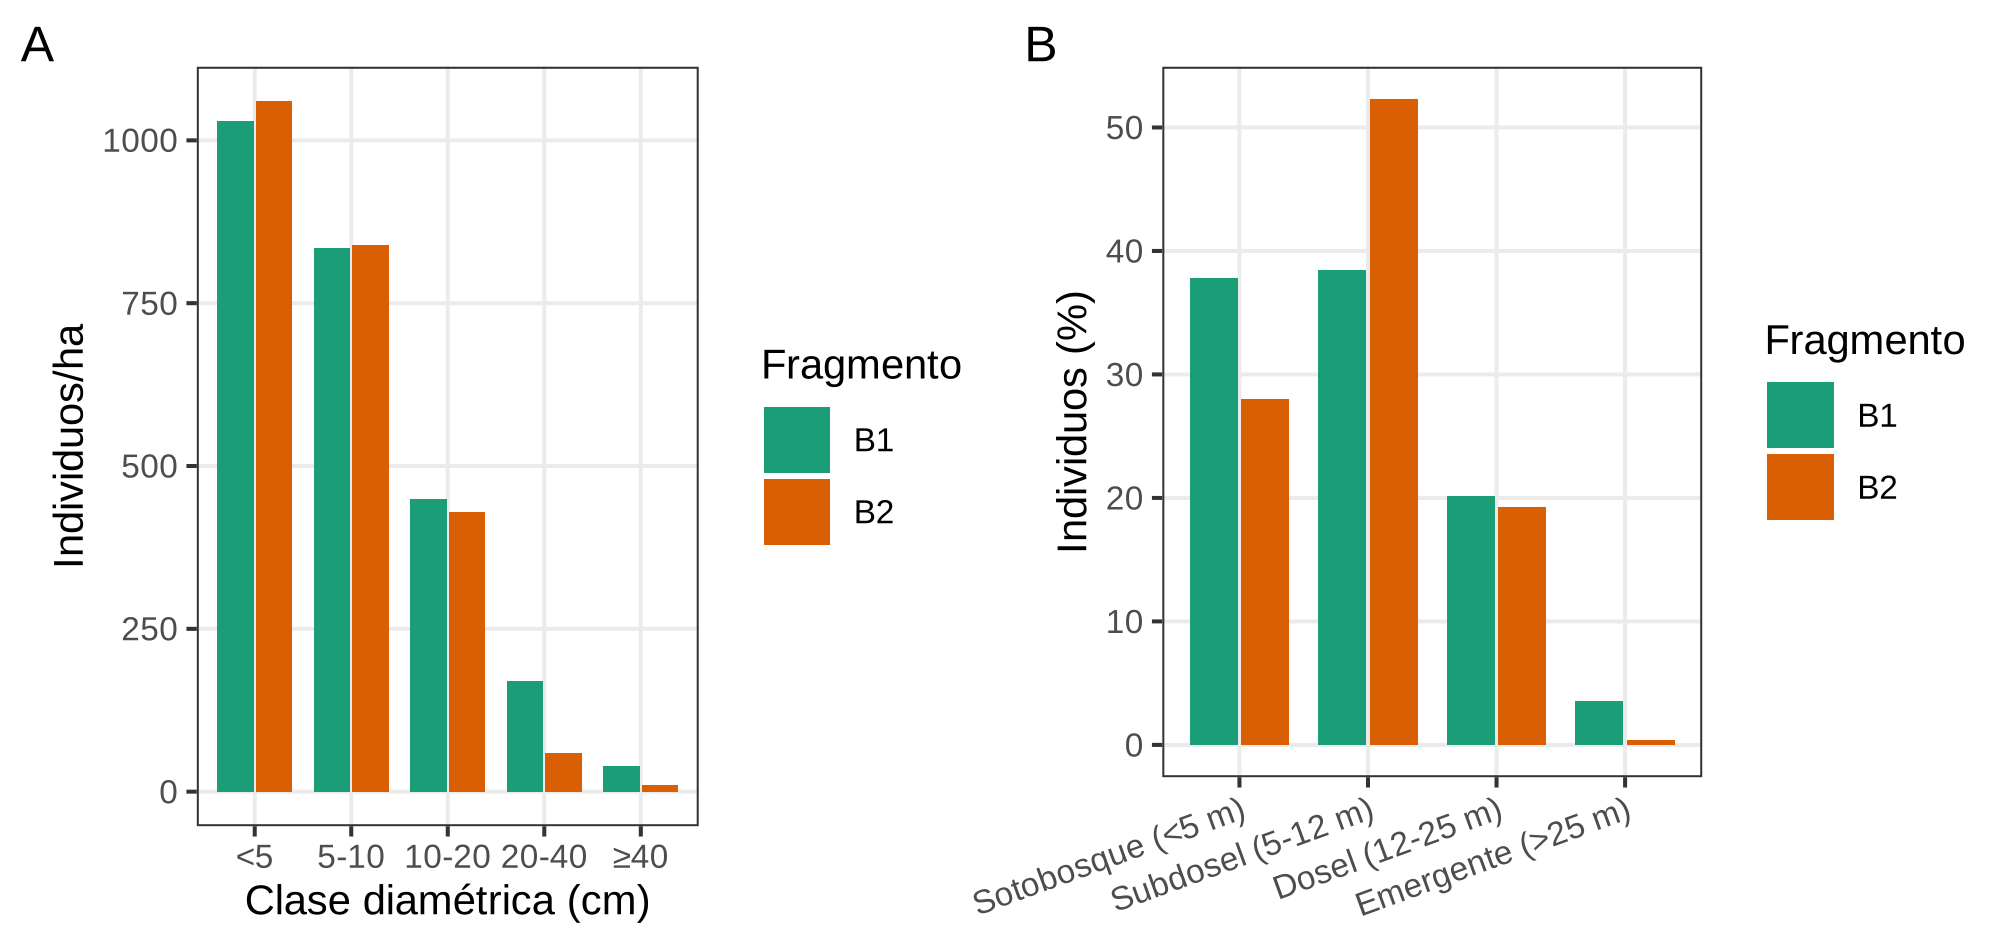 A
Individuos/ha
1000
750
500
250
0
<5 5-10 10-20 20-40 ≥40
Clase diamétrica (cm)
Fragmento
B1
B2
B
Individuos (%)
50
40
30
20
10
0
Sotobosque (<5 m)
Subdosel (5-12 m)
Dosel (12-25 m)
Emergente (>25 m)
Fragmento
B1
B2